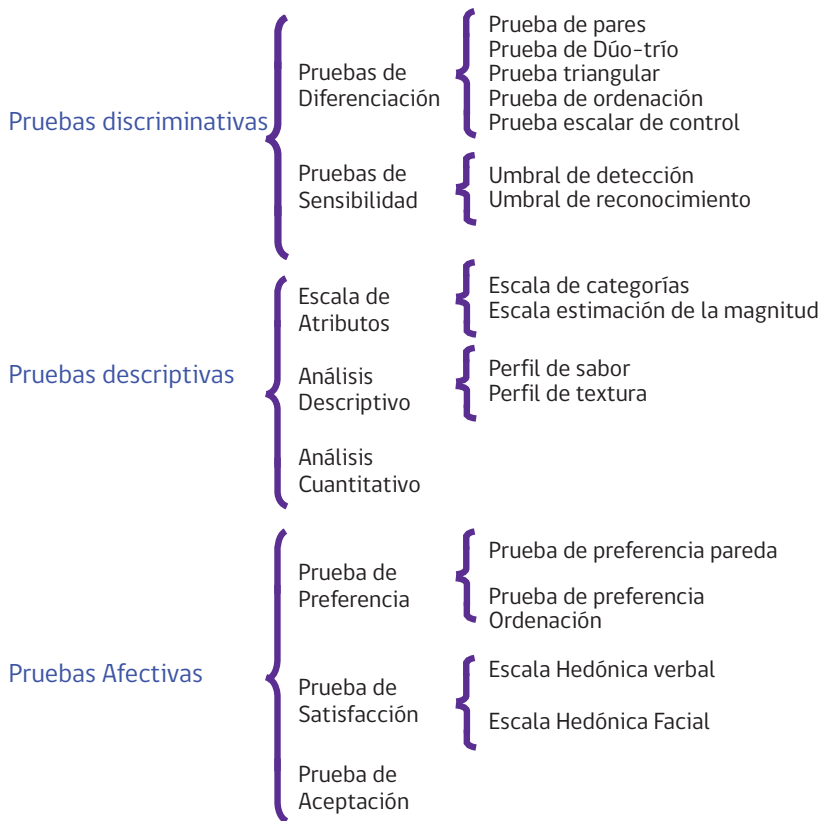 Pruebas discriminativas
Pruebas de
Diferenciación
Prueba de pares
Prueba de Dúo-trío
Prueba triangular
Prueba de ordenación
Prueba escalar de control
Pruebas de
Sensibilidad
Umbral de detección
Umbral de reconocimiento
Pruebas descriptivas
Escala de
Atributos
Escala de categorías
Escala estimación de la magnitud
Análisis
Descriptivo
Perfil de sabor
Perfil de textura
Análisis
Cuantitativo
Pruebas Afectivas
Prueba de
Preferencia
Prueba de preferencia pareda
Prueba de preferencia
Ordenación
Prueba de
Satisfacción
Escala Hedónica verbal
Escala Hedónica Facial
Prueba de
Aceptación